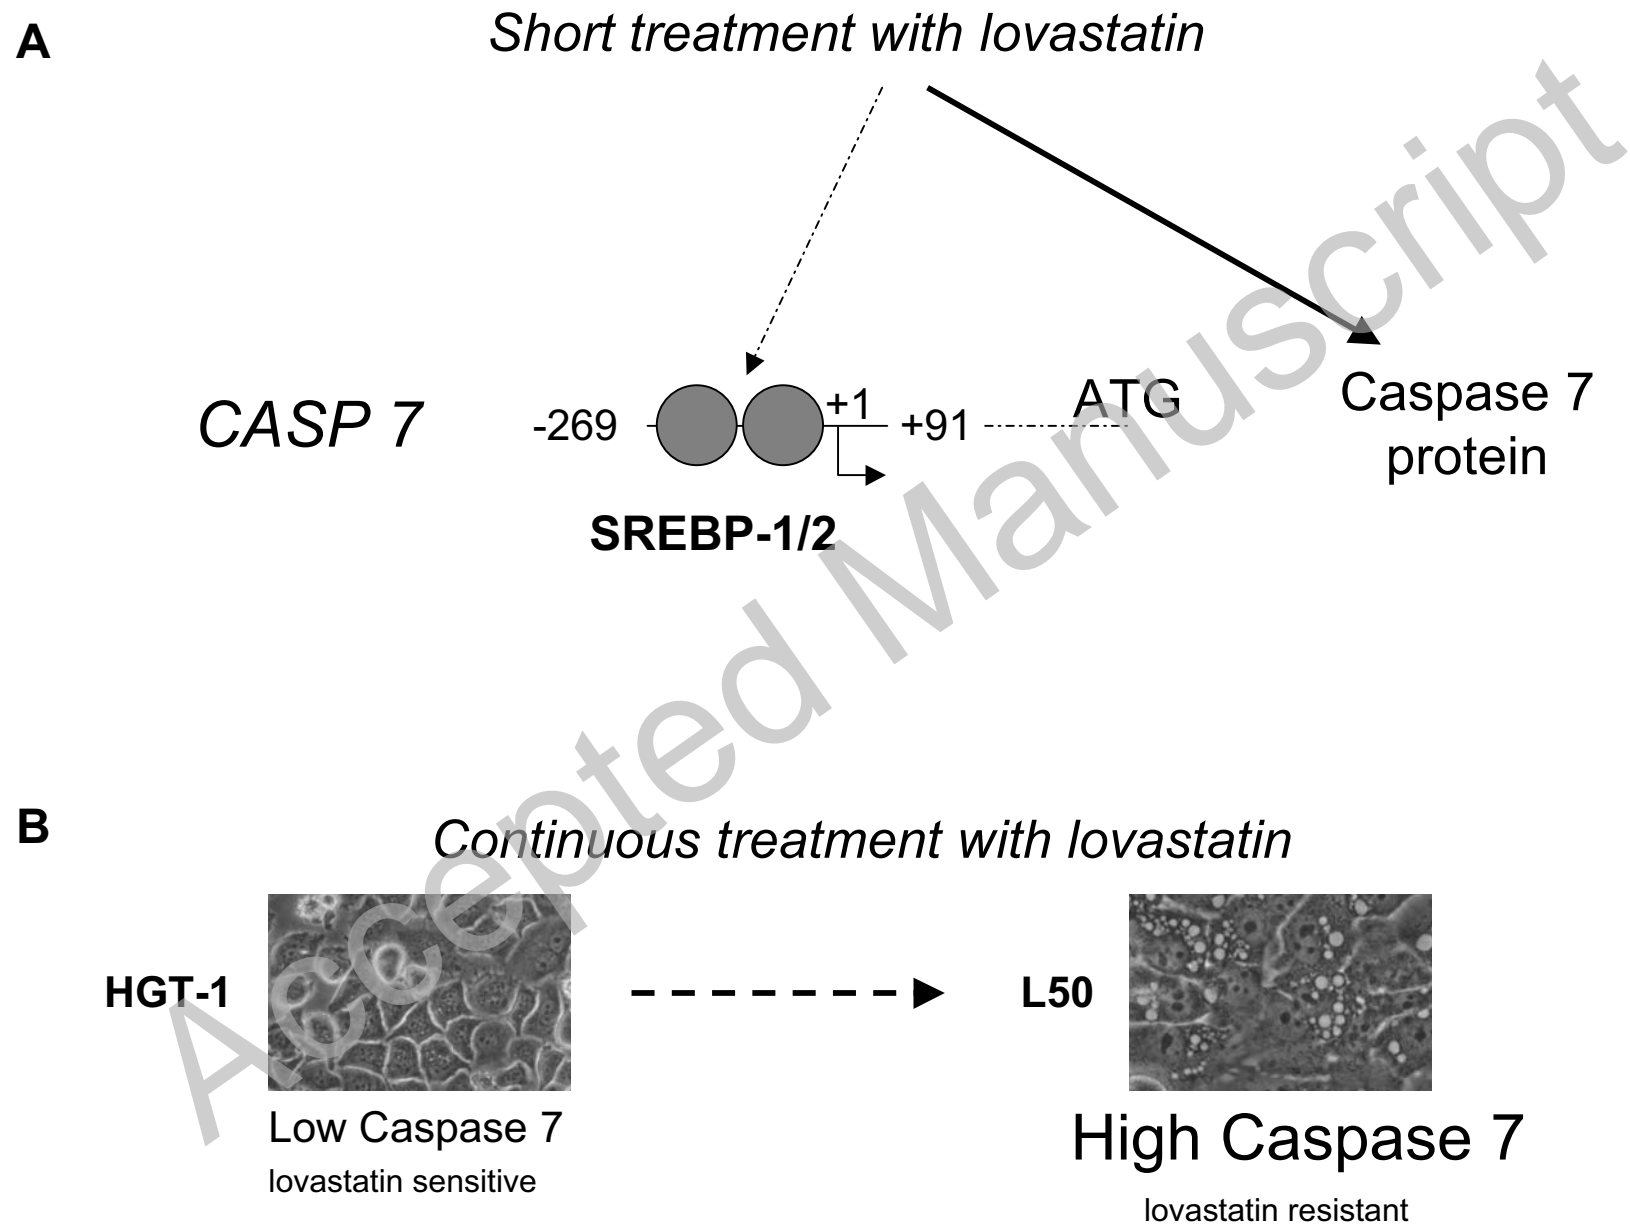 A
Short treatment with lovastatin
CASP 7
-269
+1
+91
ATG
Caspase 7
protein
SREBP-1/2
Accepted Manuscript
B
Continuous treatment with lovastatin
HGT-1
L50
Low Caspase 7
lovastatin sensitive
High Caspase 7
lovastatin resistant